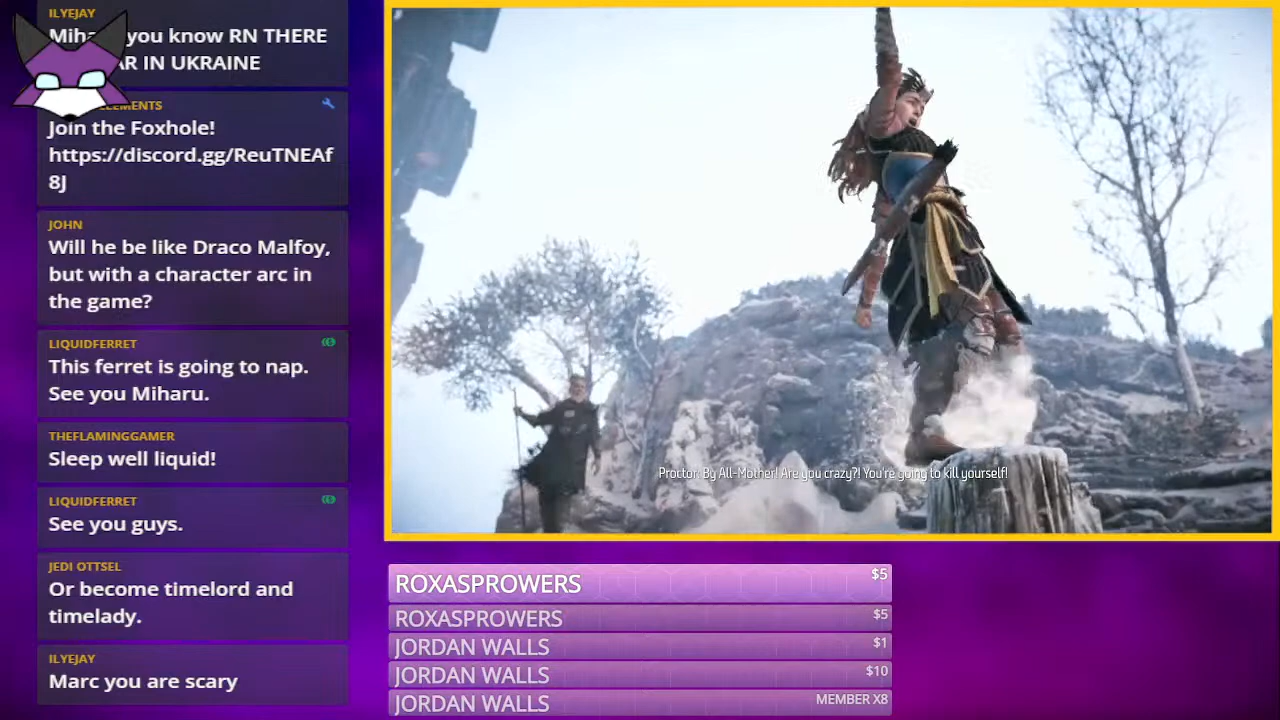 ILYEJAY
you know RN THERE
AR IN UKRAINE
EMENTS
Join the Foxhole!
https://discord.gg/ReuTNEAf
8J
JOHN
Will he be like Draco Malfoy,
but with a character arc in
the game?
LIQUIDFERRET
This ferret is going to nap.
See you Miharu.
THEFLAMINGGAMER
Sleep well liquid!
LIQUIDFERRET
See you guys.
JEDI OTTSEL
Or become timelord and
timelady.
ILYEJAY
Marc you are scary
Proctor: By All-Mother! Are you crazy?! You're going to kill yourself!
ROXASPROWERS $5
ROXASPROWERS $5
JORDAN WALLS $1
JORDAN WALLS $10
JORDAN WALLS MEMBER X8